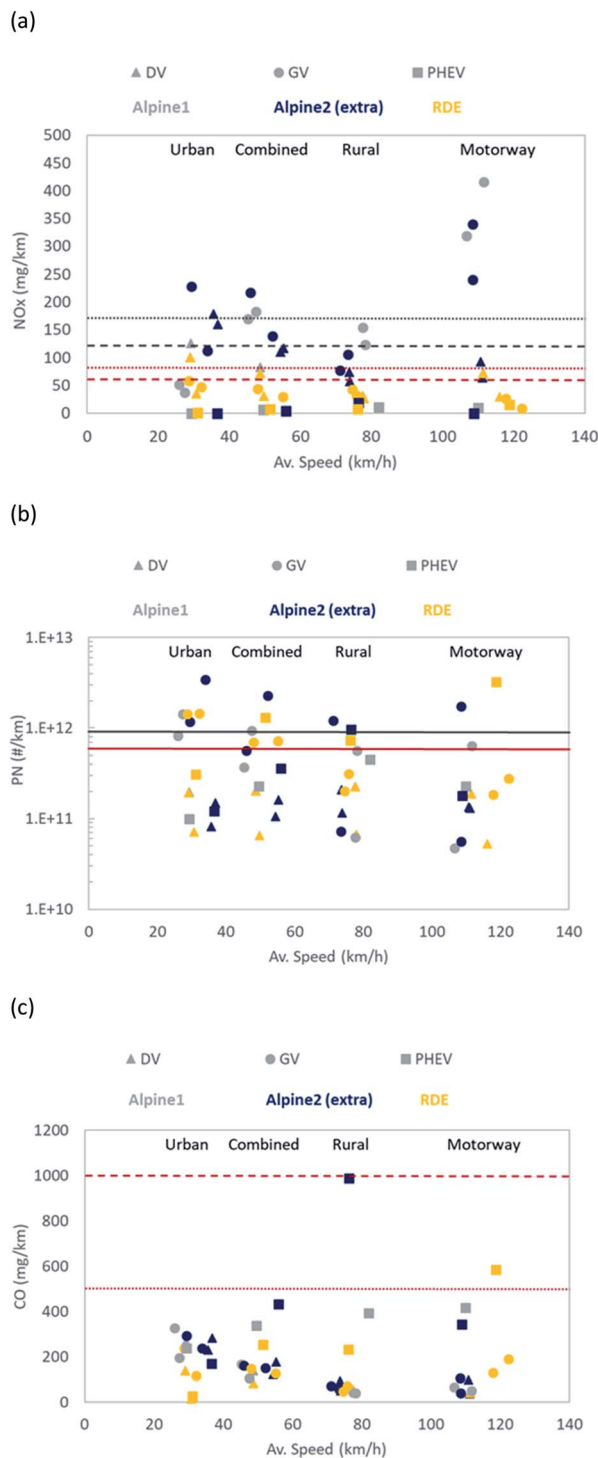 (a)
DV GV PHEV
Alpine1 Alpine2 (extra) RDE
Urban Combined Rural Motorway
500
450
400
350
300
250
200
150
100
50
0
NOx (mg/km)
0 20 40 60 80 100 120 140
Av. Speed (km/h)
(b)
DV GV PHEV
Alpine1 Alpine2 (extra) RDE
Urban Combined Rural Motorway
1.E+13
1.E+12
1.E+11
1.E+10
PN (#/km)
0 20 40 60 80 100 120 140
Av. Speed (km/h)
(c)
DV GV PHEV
Alpine1 Alpine2 (extra) RDE
Urban Combined Rural Motorway
1200
1000
800
600
400
200
0
CO (mg/km)
0 20 40 60 80 100 120 140
Av. Speed (km/h)